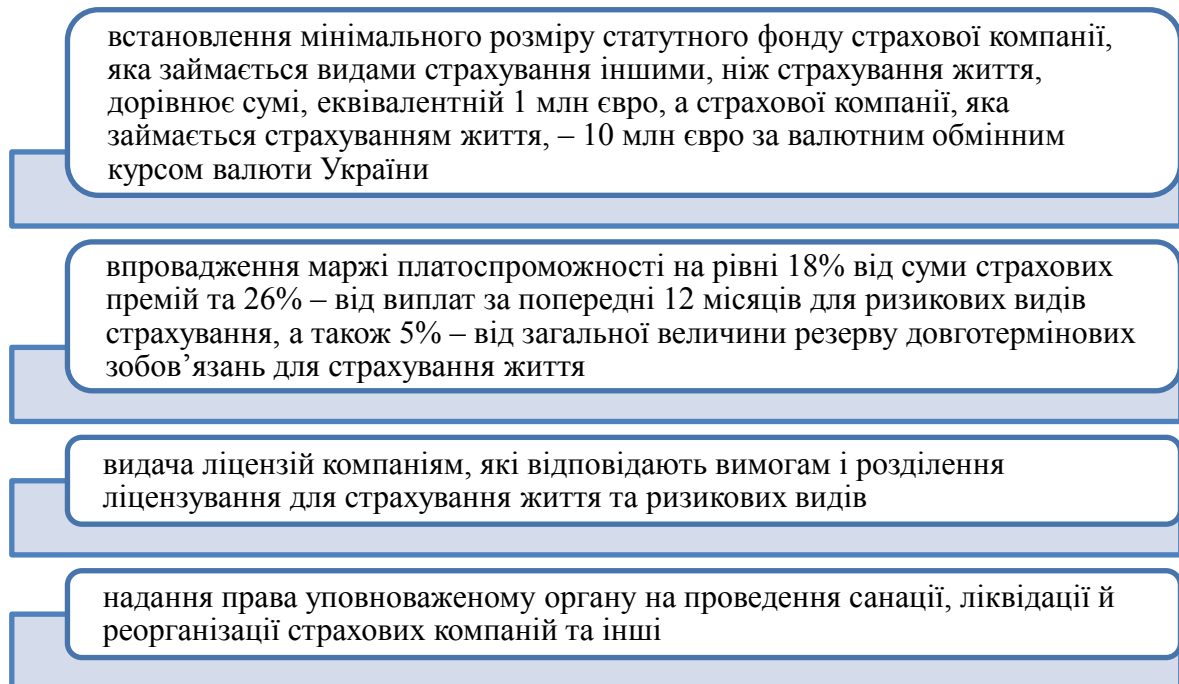 встановлення мінімального розміру статутного фонду страхової компанії,
яка займається видами страхування іншими, ніж страхування життя,
дорівнює сумі, еквівалентній 1 млн євро, а страхової компанії, яка
займається страхуванням життя, – 10 млн євро за валютним обмінним
курсом валюти України
впровадження маржі платоспроможності на рівні 18% від суми страхових
премій та 26% – від виплат за попередні 12 місяців для ризикових видів
страхування, а також 5% – від загальної величини резерву довготермінових
зобов’язань для страхування життя
видача ліцензій компаніям, які відповідають вимогам і розділення
ліцензування для страхування життя та ризикових видів
надання права уповноваженому органу на проведення санації, ліквідації й
реорганізації страхових компаній та інші